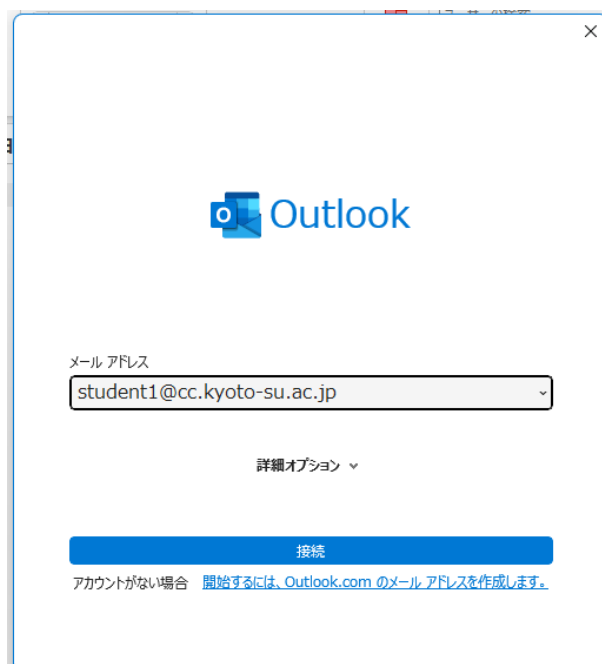 Outlook
メール アドレス
student1@cc.kyoto-su.ac.jp
詳細オプション
接続
アカウントがない場合 開始するには、Outlook.com のメール アドレスを作成します。